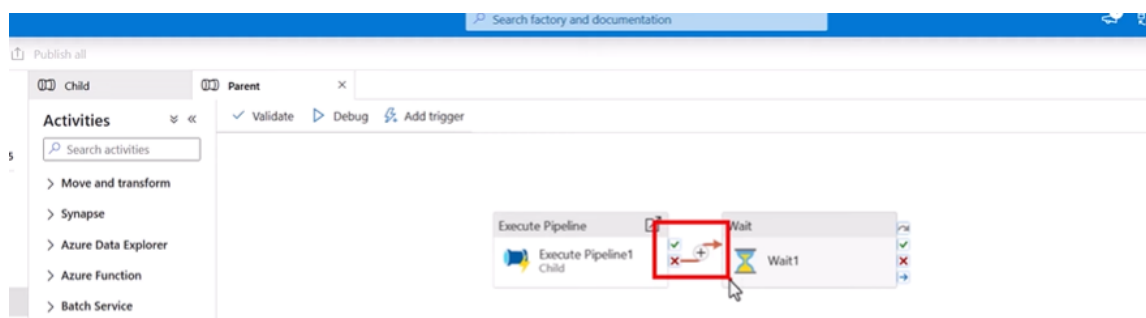 Search factory and documentation
Publish all
Child
Parent
Activities
Validate
Debug
Add trigger
Search activities
Move and transform
Synapse
Azure Data Explorer
Azure Function
Batch Service
Execute Pipeline
Execute Pipeline1
Child
Wait
Wait1